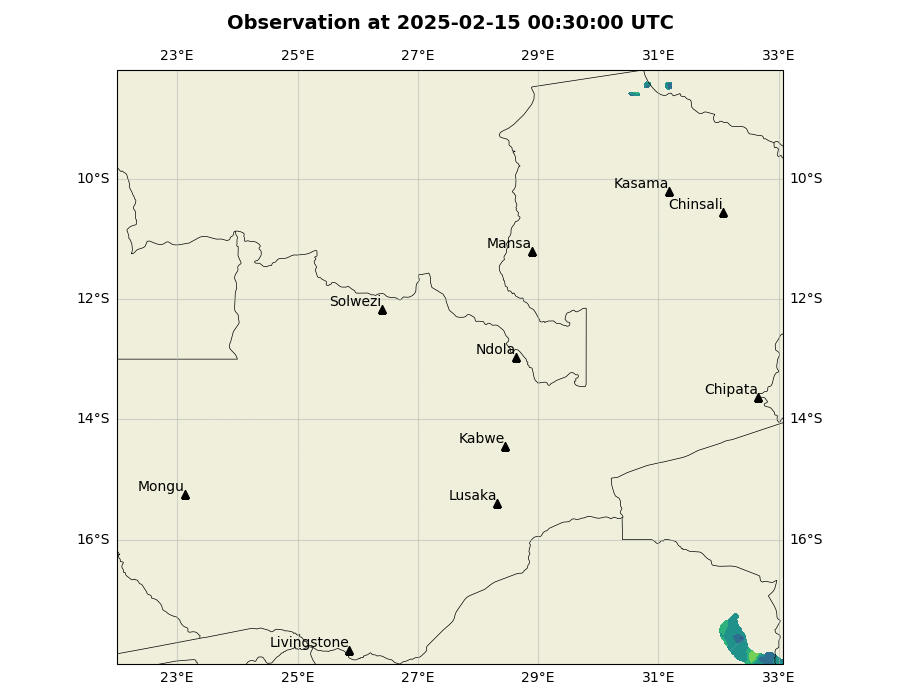 Observation at 2025-02-15 00:30:00 UTC
23°E 25°E 27°E 29°E 31°E 33°E
10°S 10°S
Kasama
Chinsali
Mansa
12°S 12°S
Solwezi
Ndola
Chipata
14°S 14°S
Kabwe
Mongu
Lusaka
16°S 16°S
Livingstone
23°E 25°E 27°E 29°E 31°E 33°E